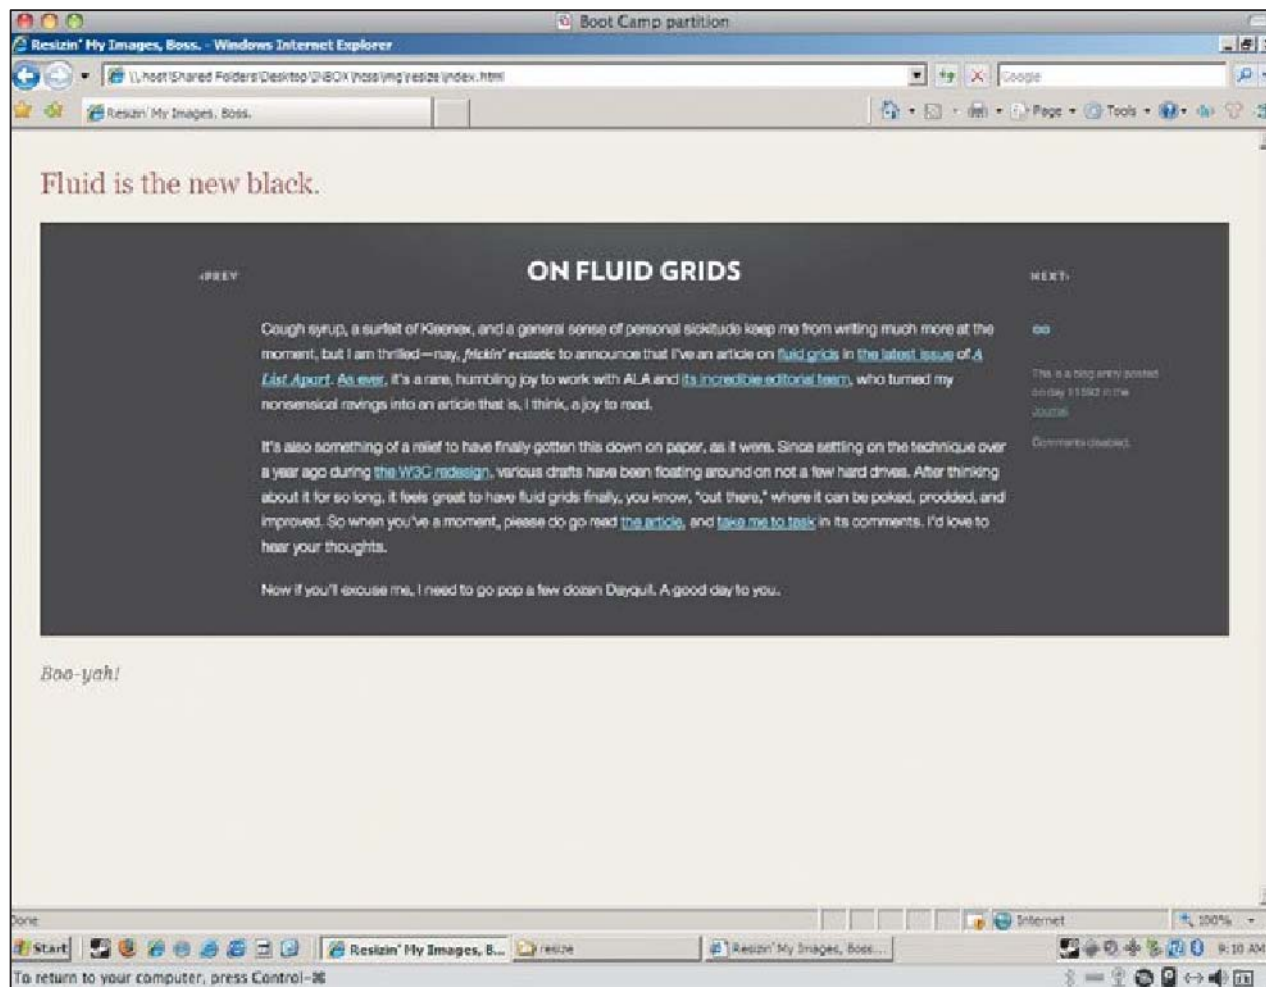 Boot Camp partition
Resizin' My Images, Boss. - Windows Internet Explorer
Google
Resizin' My Images, Boss.
Page
Tools
Fluid is the new black.
‹PREV
ON FLUID GRIDS
NEXT›
Cough syrup, a surfeit of Kleenex, and a general sense of personal sickitude keep me from writing much more at the
moment, but I am thrilled—nay, frickin' ecstatic to announce that I've an article on fluid grids in the latest issue of A
List Apart. As ever, it's a rare, humbling joy to work with ALA and its incredible editorial team, who turned my
nonsensical ravings into an article that is, I think, a joy to read.
∞
This is a blog entry posted
on day in the
Journal
Comments disabled.
It's also something of a relief to have finally gotten this down on paper, as it were. Since settling on the technique over
a year ago during the W3C redesign, various drafts have been floating around on not a few hard drives. After thinking
about it for so long, it feels great to have fluid grids finally, you know, "out there," where it can be poked, prodded, and
improved. So when you've a moment, please do go read the article, and take me to task in its comments. I'd love to
hear your thoughts.
Now if you'll excuse me, I need to go pop a few dozen Dayquil. A good day to you.
Boo-yah!
Done
Internet
100%
Start
Resizin' My Images, B...
resize
Resizin' My Images, Boss...
9:10 AM
To return to your computer, press Control-⌘